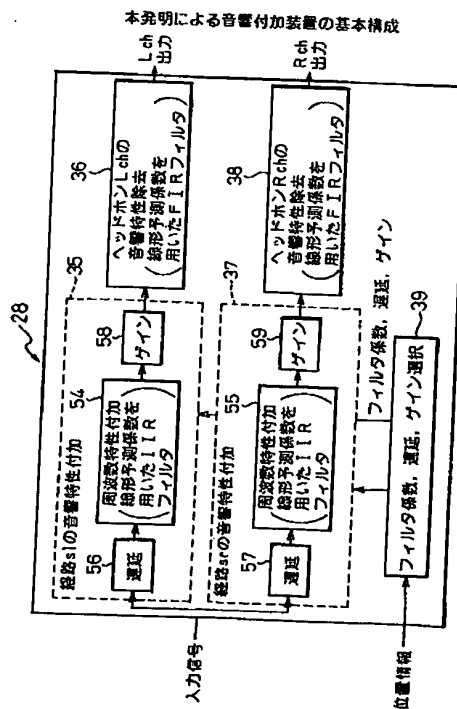 本発明による音響付加装置の基本構成
28
経路slの音響特性付加
35
56
遅延
54
周波数特性付加
(線形予測係数を
用いたIIR
フィルタ)
58
ゲイン
36
ヘッドホンLchの
音響特性除去
(線形予測係数を
用いたFIRフィルタ)
Lch
出力
入力信号
経路srの音響特性付加
37
57
遅延
55
周波数特性付加
(線形予測係数を
用いたIIR
フィルタ)
59
ゲイン
38
ヘッドホンRchの
音響特性除去
(線形予測係数を
用いたFIRフィルタ)
Rch
出力
フィルタ係数,遅延,ゲイン
39
位置情報
フィルタ係数,遅延,ゲイン選択